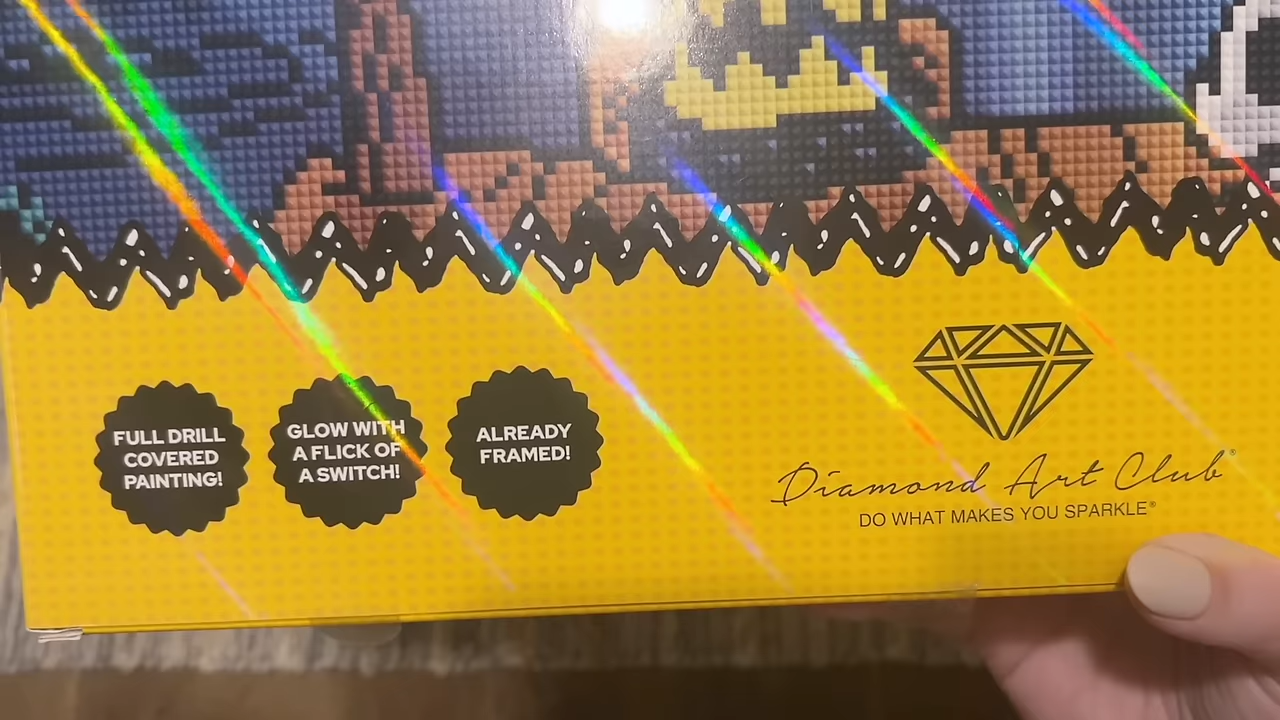 FULL DRILL
COVERED
PAINTING!
GLOW WITH
A FLICK OF
A SWITCH!
ALREADY
FRAMED!
Diamond Art Club®
DO WHAT MAKES YOU SPARKLE®